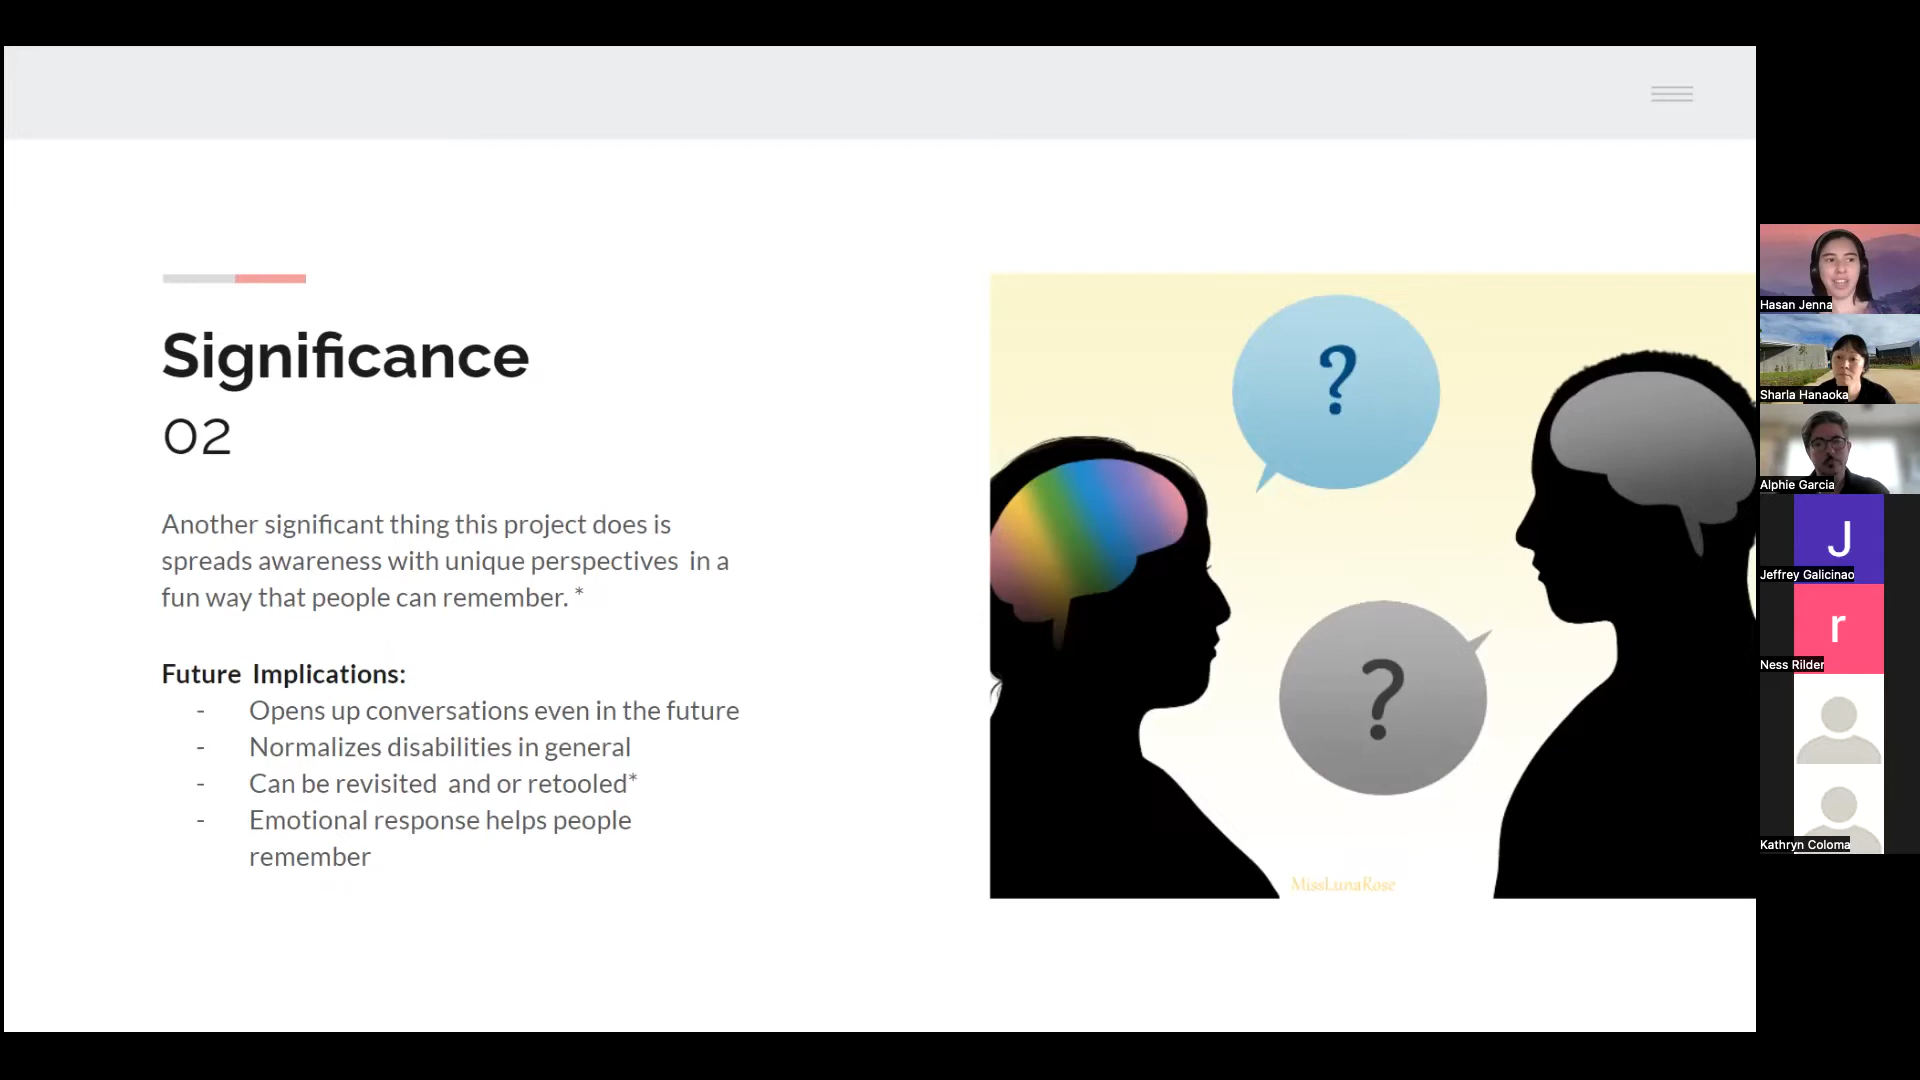 Significance
02
Another significant thing this project does is
spreads awareness with unique perspectives in a
fun way that people can remember. *
Future Implications:
- Opens up conversations even in the future
- Normalizes disabilities in general
- Can be revisited and or retooled*
- Emotional response helps people
remember
?
?
MissLunaRose
Hasan Jenna
Sharla Hanaoka
Alphie Garcia
J
Jeffrey Galicinao
r
Ness Rilder
Kathryn Coloma